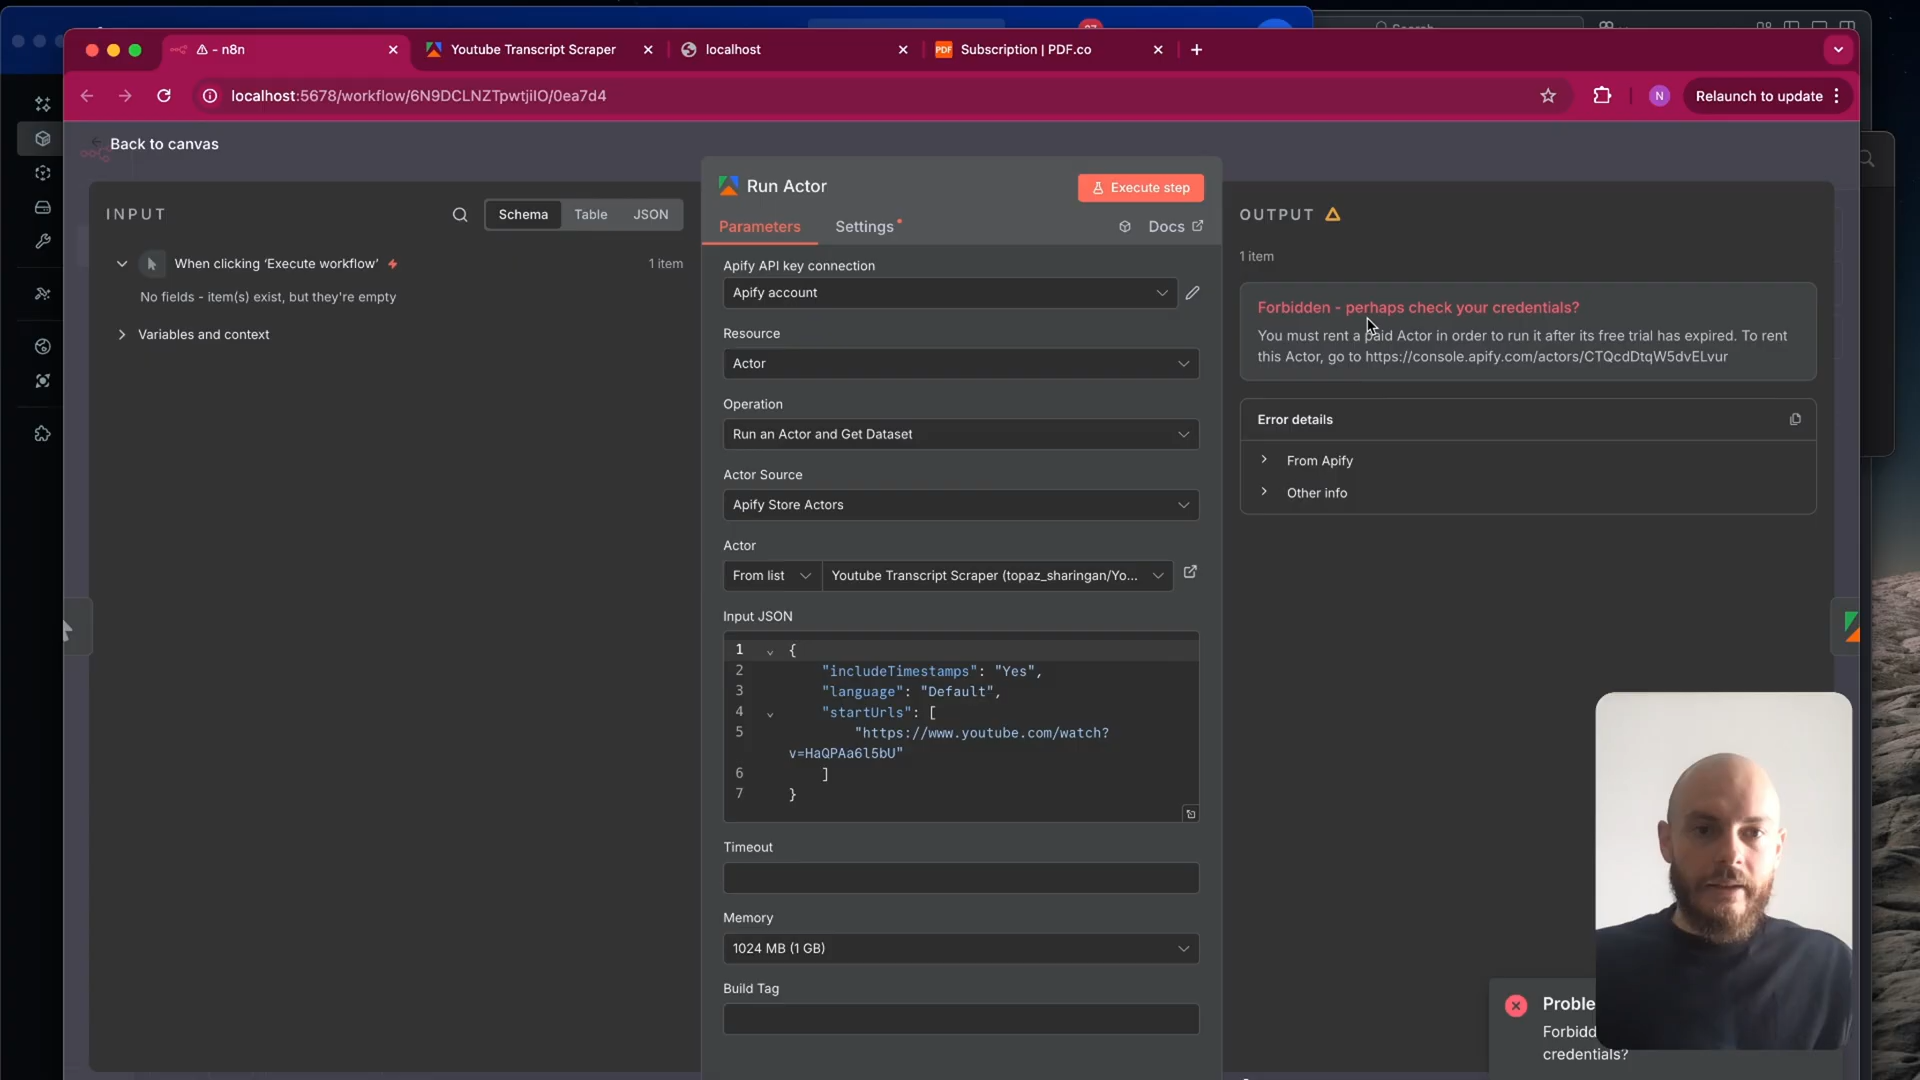 Search
- n8n
Youtube Transcript Scraper
localhost
PDF
Subscription | PDF.co
localhost:5678/workflow/6N9DCLNZTpwtjiIO/0ea7d4
N
Relaunch to update
Back to canvas
INPUT
Schema
Table
JSON
When clicking ‘Execute workflow’
1 item
No fields - item(s) exist, but they're empty
Variables and context
Run Actor
Execute step
Parameters
Settings
Docs
Apify API key connection
Apify account
Resource
Actor
Operation
Run an Actor and Get Dataset
Actor Source
Apify Store Actors
Actor
From list
Youtube Transcript Scraper (topaz_sharingan/Yo...
Input JSON
1 {
2 "includeTimestamps": "Yes",
3 "language": "Default",
4 "startUrls": [
5 "https://www.youtube.com/watch?
v=HaQPAa6l5bU"
6 ]
7 }
Timeout
Memory
1024 MB (1 GB)
Build Tag
OUTPUT
1 item
Forbidden - perhaps check your credentials?
You must rent a paid Actor in order to run it after its free trial has expired. To rent
this Actor, go to https://console.apify.com/actors/CTQcdDtqW5dvELvur
Error details
From Apify
Other info
Proble
Forbidd
credentials?